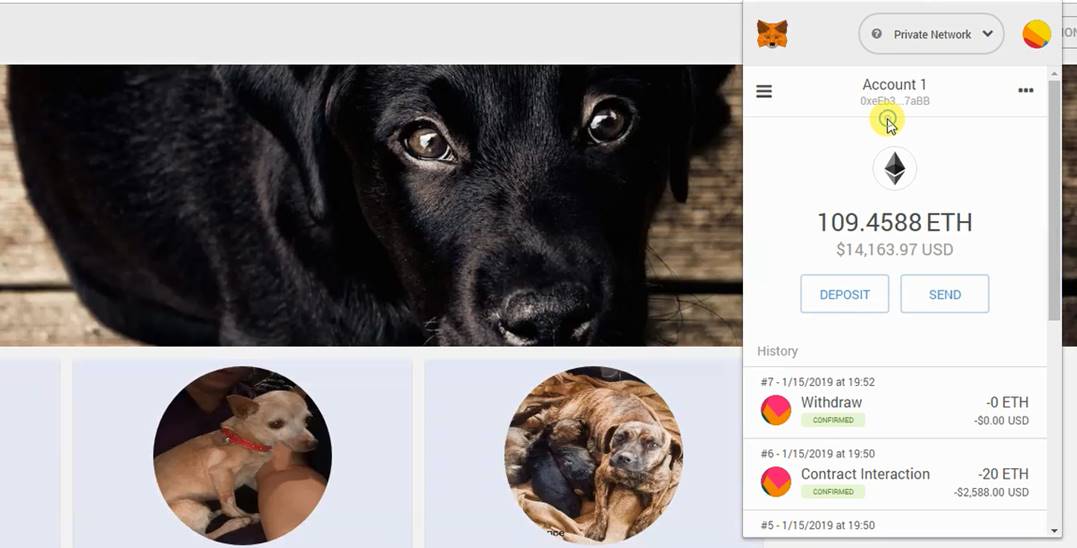 Private Network
Account 1
0xeEb3...7aBB
109.4588 ETH
$14,163.97 USD
DEPOSIT
SEND
History
#7 - 1/15/2019 at 19:52
Withdraw
-0 ETH
CONFIRMED
-$0.00 USD
#6 - 1/15/2019 at 19:50
Contract Interaction
-20 ETH
CONFIRMED
-$2,588.00 USD
#5 - 1/15/2019 at 19:50